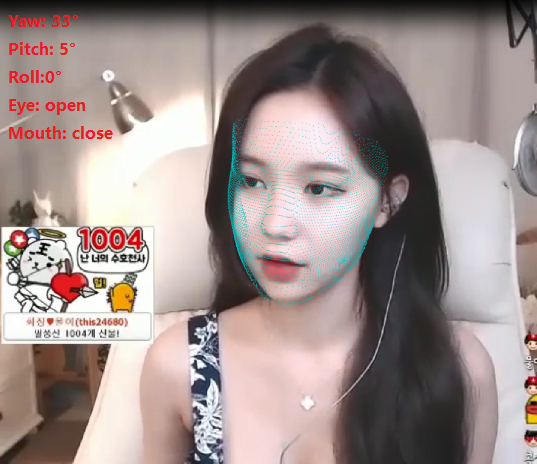 Yaw: 33°
Pitch: 5°
Roll:0°
Eye: open
Mouth: close
1004
난 너의 수호천사
(this24680)
별풍선 1004개 선물!